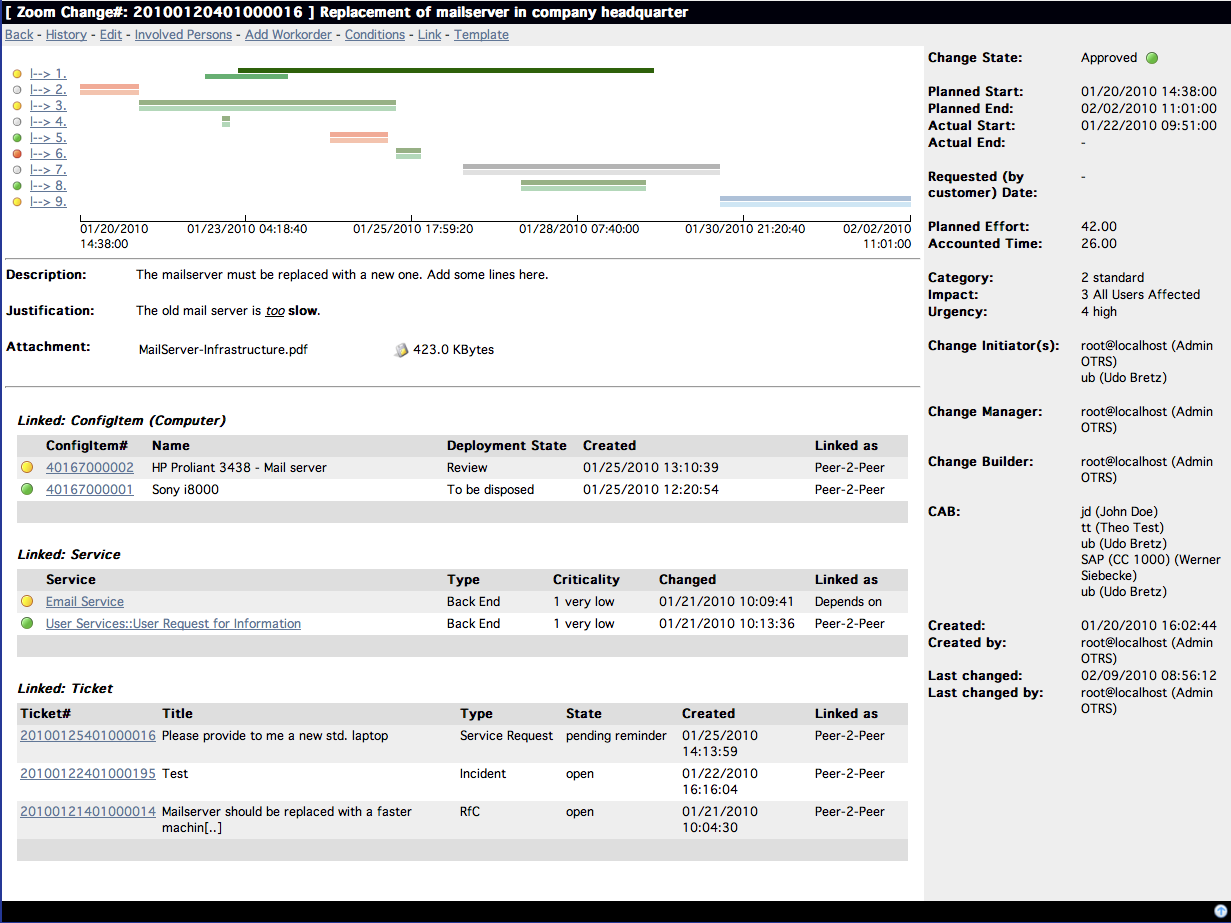 [ Zoom Change#: 20100120401000016 ] Replacement of mailserver in company headquarter
Back - History - Edit - Involved Persons - Add Workorder - Conditions - Link - Template
|--> 1.
|--> 2.
|--> 3.
|--> 4.
|--> 5.
|--> 6.
|--> 7.
|--> 8.
|--> 9.
01/20/2010 14:38:00
01/23/2010 04:18:40
01/25/2010 17:59:20
01/28/2010 07:40:00
01/30/2010 21:20:40
02/02/2010 11:01:00
Description: The mailserver must be replaced with a new one. Add some lines here.
Justification: The old mail server is too slow.
Attachment: MailServer-Infrastructure.pdf 423.0 KBytes
Linked: ConfigItem (Computer)
ConfigItem# Name Deployment State Created Linked as
40167000002 HP Proliant 3438 - Mail server Review 01/25/2010 13:10:39 Peer-2-Peer
40167000001 Sony i8000 To be disposed 01/25/2010 12:20:54 Peer-2-Peer
Linked: Service
Service Type Criticality Changed Linked as
Email Service Back End 1 very low 01/21/2010 10:09:41 Depends on
User Services::User Request for Information Back End 1 very low 01/21/2010 10:13:36 Peer-2-Peer
Linked: Ticket
Ticket# Title Type State Created Linked as
20100125401000016 Please provide to me a new std. laptop Service Request pending reminder 01/25/2010 Peer-2-Peer
14:13:59
20100122401000195 Test Incident open 01/22/2010 Peer-2-Peer
16:16:04
20100121401000014 Mailserver should be replaced with a faster RfC open 01/21/2010 Peer-2-Peer
machin[..] 10:04:30
Change State: Approved
Planned Start: 01/20/2010 14:38:00
Planned End: 02/02/2010 11:01:00
Actual Start: 01/22/2010 09:51:00
Actual End: -
Requested (by -
customer) Date:
Planned Effort: 42.00
Accounted Time: 26.00
Category: 2 standard
Impact: 3 All Users Affected
Urgency: 4 high
Change Initiator(s): root@localhost (Admin
OTRS)
ub (Udo Bretz)
Change Manager: root@localhost (Admin
OTRS)
Change Builder: root@localhost (Admin
OTRS)
CAB: jd (John Doe)
tt (Theo Test)
ub (Udo Bretz)
SAP (CC 1000) (Werner
Siebecke)
ub (Udo Bretz)
Created: 01/20/2010 16:02:44
Created by: root@localhost (Admin
OTRS)
Last changed: 02/09/2010 08:56:12
Last changed by: root@localhost (Admin
OTRS)